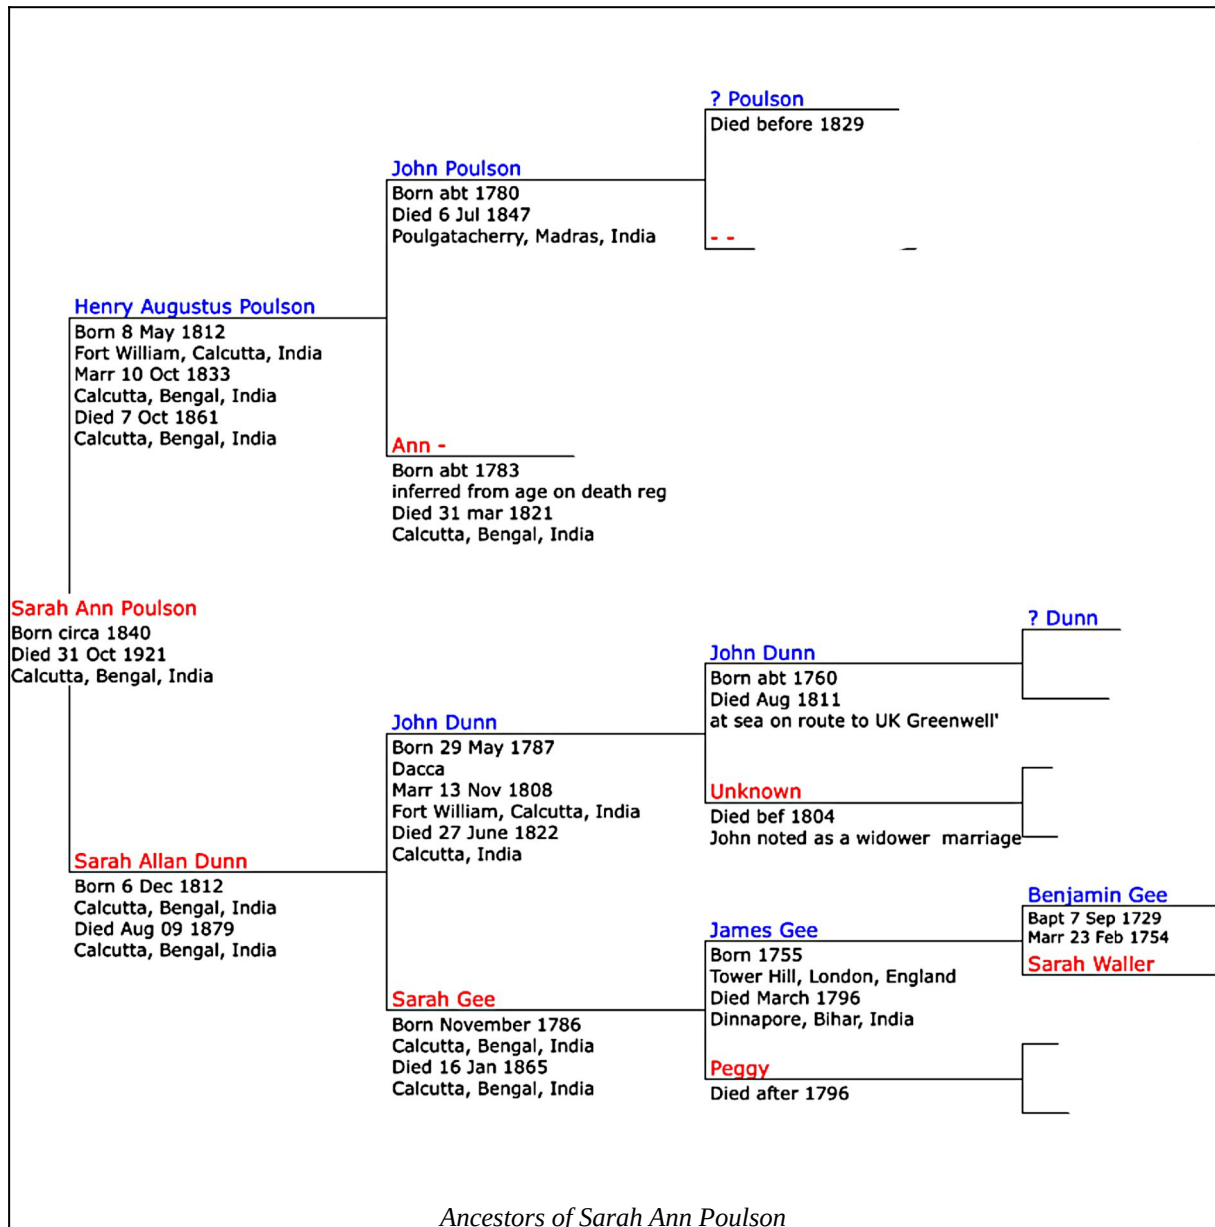 ? Poulson
Died before 1829
John Poulson
Born abt 1780
Died 6 Jul 1847
Poulgatacherry, Madras, India
- -
Henry Augustus Poulson
Born 8 May 1812
Fort William, Calcutta, India
Marr 10 Oct 1833
Calcutta, Bengal, India
Died 7 Oct 1861
Calcutta, Bengal, India
Ann -
Born abt 1783
inferred from age on death reg
Died 31 mar 1821
Calcutta, Bengal, India
Sarah Ann Poulson
Born circa 1840
Died 31 Oct 1921
Calcutta, Bengal, India
? Dunn
John Dunn
Born abt 1760
Died Aug 1811
at sea on route to UK Greenwell'
John Dunn
Born 29 May 1787
Dacca
Marr 13 Nov 1808
Fort William, Calcutta, India
Died 27 June 1822
Calcutta, India
Unknown
Died bef 1804
John noted as a widower  marriage
Sarah Allan Dunn
Born 6 Dec 1812
Calcutta, Bengal, India
Died Aug 09 1879
Calcutta, Bengal, India
Benjamin Gee
Bapt 7 Sep 1729
Marr 23 Feb 1754
James Gee
Born 1755
Tower Hill, London, England
Died March 1796
Dinnapore, Bihar, India
Sarah Waller
Sarah Gee
Born November 1786
Calcutta, Bengal, India
Died 16 Jan 1865
Calcutta, Bengal, India
Peggy
Died after 1796
Ancestors of Sarah Ann Poulson